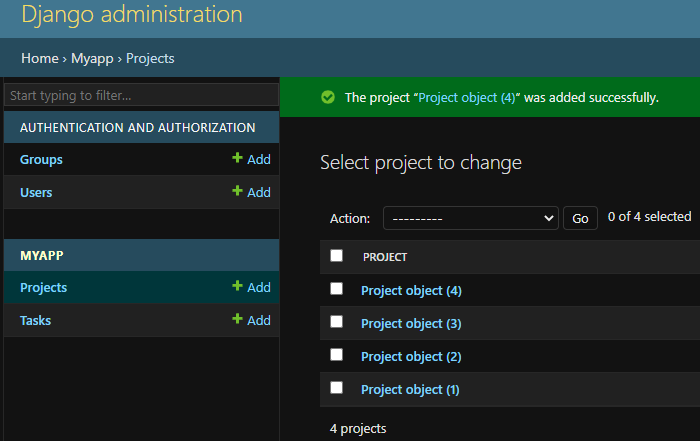 Django administration
Home › Myapp › Projects
Start typing to filter...
AUTHENTICATION AND AUTHORIZATION
Groups + Add
Users + Add
MYAPP
Projects + Add
Tasks + Add
The project “Project object (4)” was added successfully.
Select project to change
Action: --------- Go 0 of 4 selected
PROJECT
Project object (4)
Project object (3)
Project object (2)
Project object (1)
4 projects